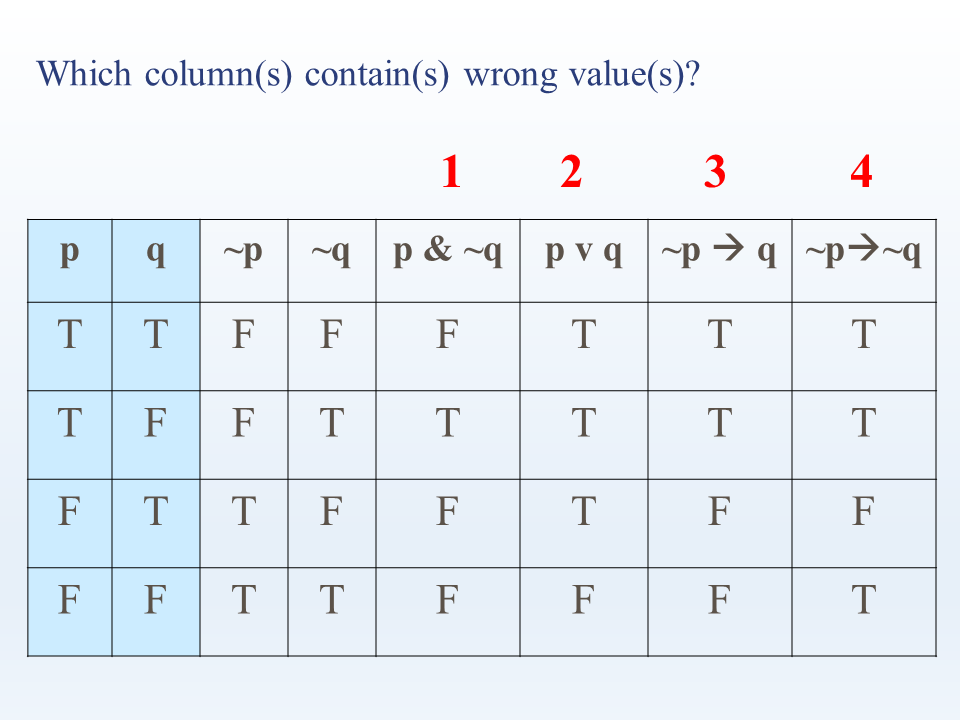 Which column(s) contain(s) wrong value(s)?
1 2 3 4
p q ~p ~q p & ~q p v q ~p → q ~p→~q
T T F F F T T T
T F F T T T T T
F T T F F T F F
F F T T F F F T